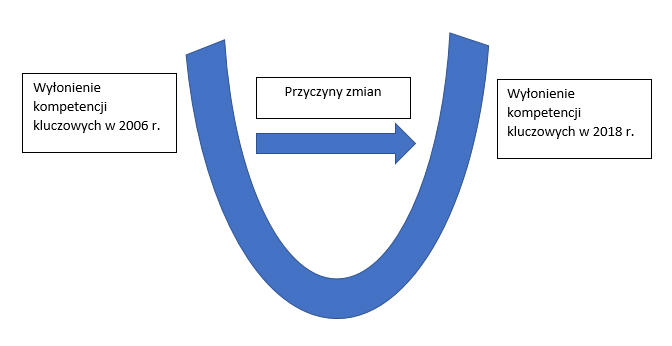 Wyłonienie
kompetencji
kluczowych w 2006 r.
Przyczyny zmian
Wyłonienie
kompetencji
kluczowych w 2018 r.